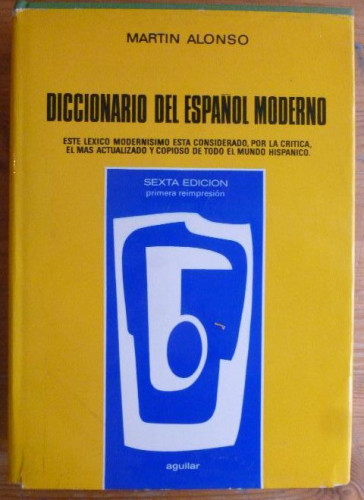 MARTIN ALONSO
DICCIONARIO DEL ESPAÑOL MODERNO
ESTE LEXICO MODERNISIMO ESTA CONSIDERADO, POR LA CRITICA,
EL MAS ACTUALIZADO Y COPIOSO DE TODO EL MUNDO HISPANICO.
SEXTA EDICION
primera reimpresión
aguilar